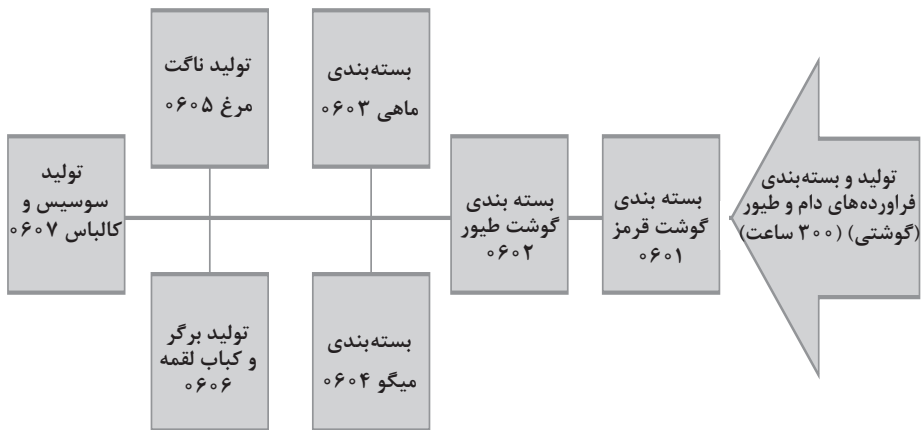 تولید و بسته‌بندی
فراورده‌های دام و طیور
(گوشتی) (۳۰۰ ساعت)
بسته بندی
گوشت قرمز
۰۶۰۱
بسته بندی
گوشت طیور
۰۶۰۲
بسته‌بندی
ماهی ۰۶۰۳
بسته‌بندی
میگو ۰۶۰۴
تولید ناگت
مرغ ۰۶۰۵
تولید برگر
و کباب لقمه
۰۶۰۶
تولید
سوسیس و
کالباس ۰۶۰۷